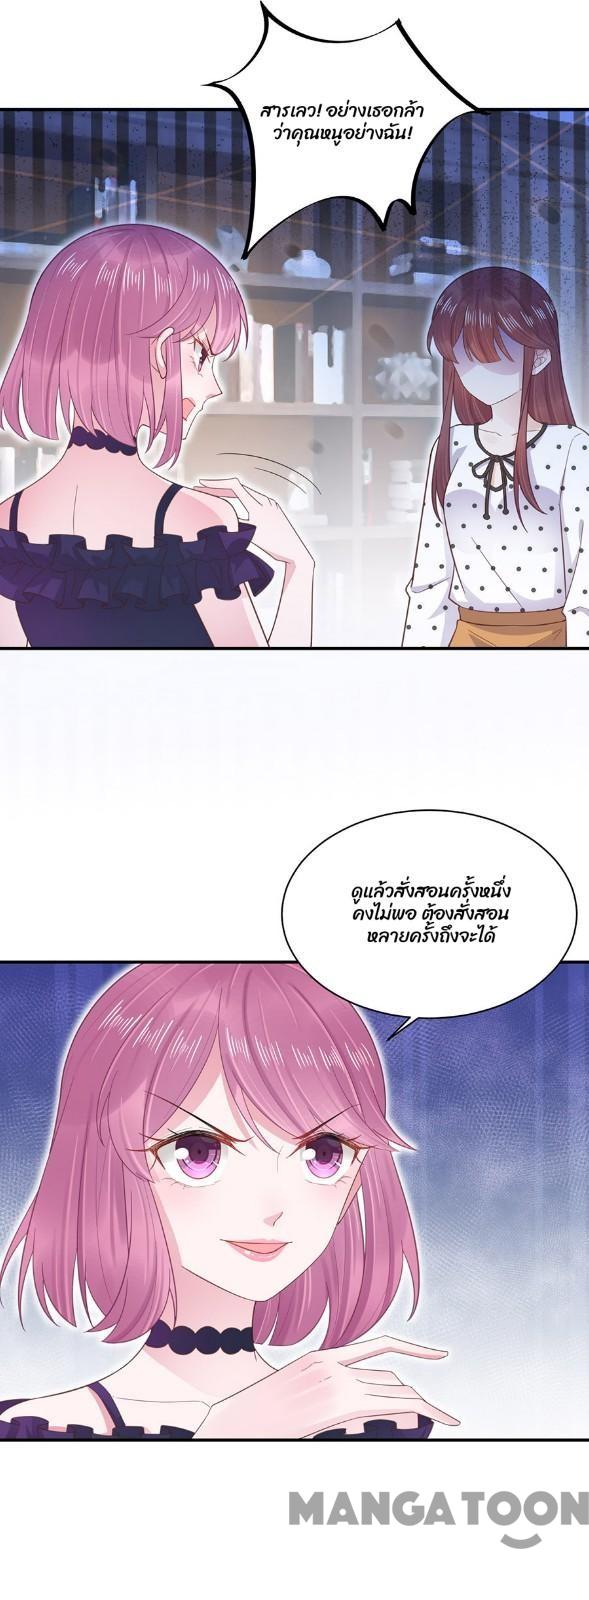 สารเลว! อย่างเธอกล้า
ว่าคุณหนูอย่างฉัน!
ดูแล้วสั่งสอนครั้งหนึ่ง
คงไม่พอ ต้องสั่งสอน
หลายครั้งถึงจะได้
MANGATOON